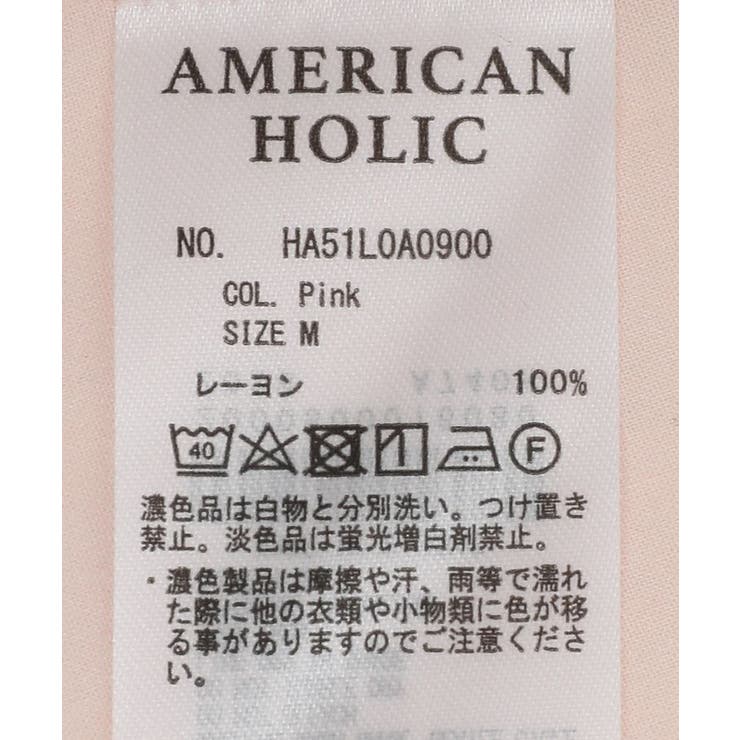 AMERICAN
HOLIC
NO. HA51L0A0900
COL. Pink
SIZE M
レーヨン 100%
40 F
濃色品は白物と分別洗い。つけ置き
禁止。淡色品は蛍光増白剤禁止。
・濃色製品は摩擦や汗、雨等で濡れ
た際に他の衣類や小物類に色が移
る事がありますのでご注意くださ
い。